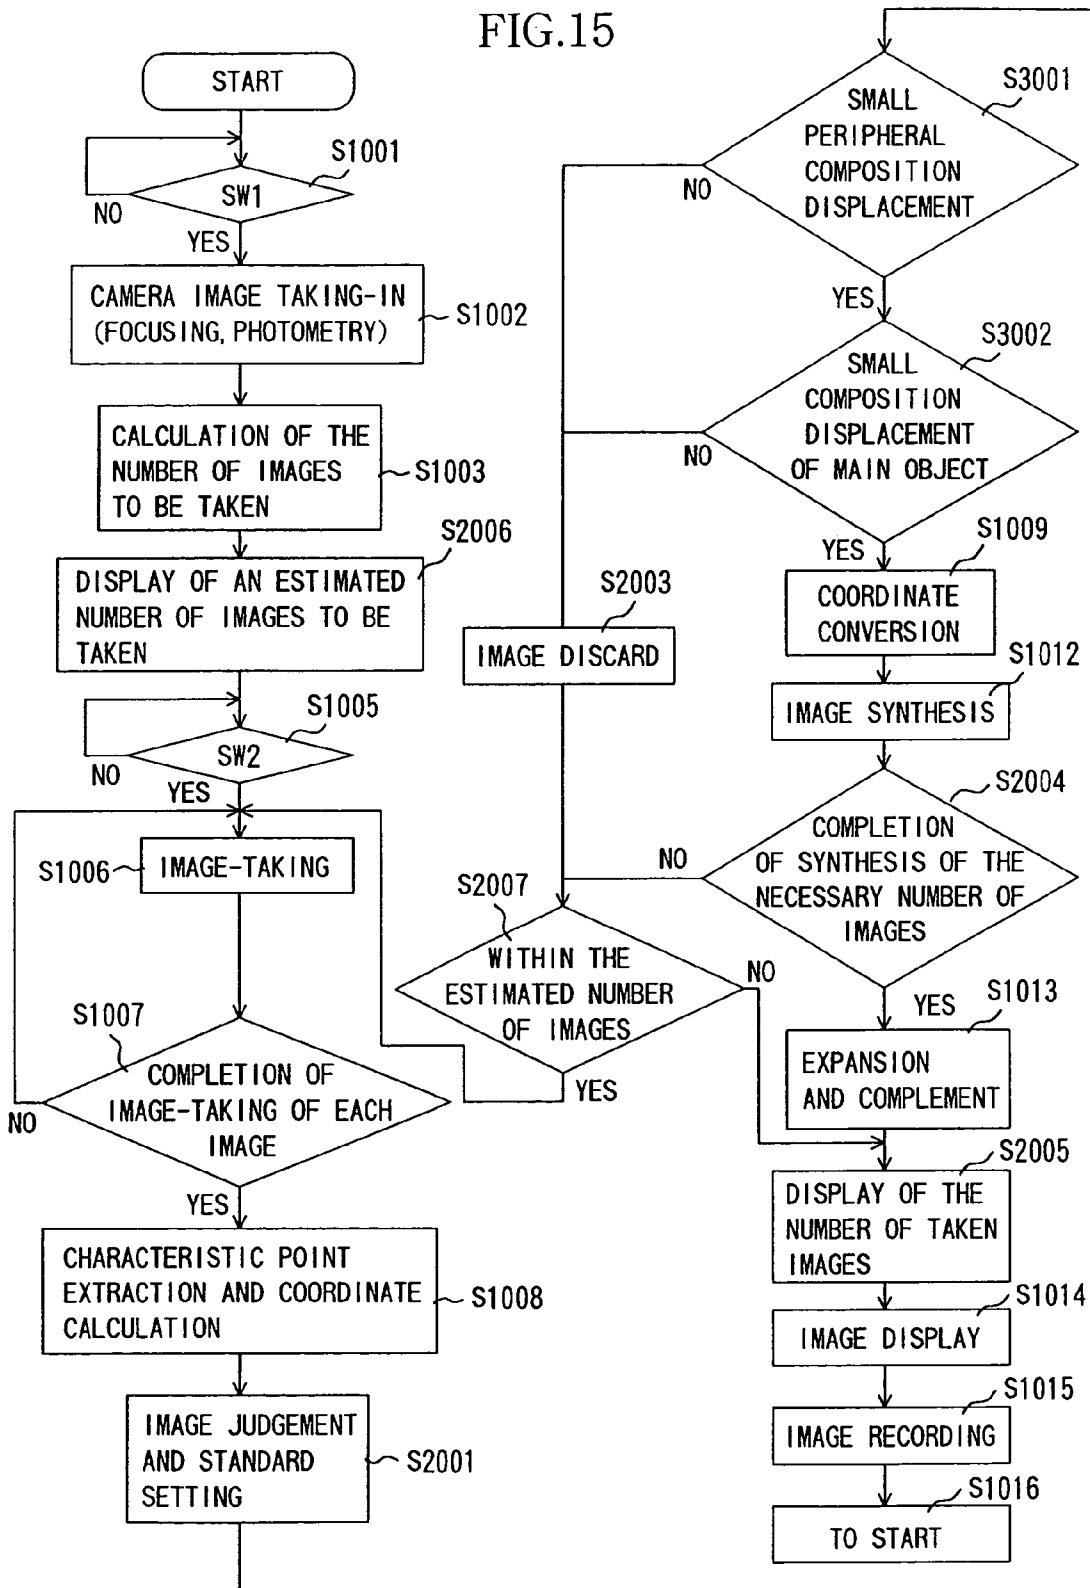 FIG.15
START
S1001
SW1
NO
YES
CAMERA IMAGE TAKING-IN
(FOCUSING, PHOTOMETRY)
S1002
CALCULATION OF THE
NUMBER OF IMAGES
TO BE TAKEN
S1003
S2006
DISPLAY OF AN ESTIMATED
NUMBER OF IMAGES TO BE
TAKEN
S1005
SW2
NO
YES
S1006
IMAGE-TAKING
S1007
COMPLETION OF
IMAGE-TAKING OF EACH
IMAGE
NO
YES
CHARACTERISTIC POINT
EXTRACTION AND COORDINATE
CALCULATION
S1008
IMAGE JUDGEMENT
AND STANDARD
SETTING
S2001
S3001
SMALL
PERIPHERAL
COMPOSITION
DISPLACEMENT
NO
YES
S3002
SMALL
COMPOSITION
DISPLACEMENT
OF MAIN OBJECT
NO
YES
S1009
COORDINATE
CONVERSION
S2003
IMAGE DISCARD
S1012
IMAGE SYNTHESIS
S2004
COMPLETION
OF SYNTHESIS OF THE
NECESSARY NUMBER OF
IMAGES
NO
YES
S2007
WITHIN THE
ESTIMATED NUMBER
OF IMAGES
NO
YES
S1013
EXPANSION
AND COMPLEMENT
S2005
DISPLAY OF THE
NUMBER OF TAKEN
IMAGES
S1014
IMAGE DISPLAY
S1015
IMAGE RECORDING
S1016
TO START